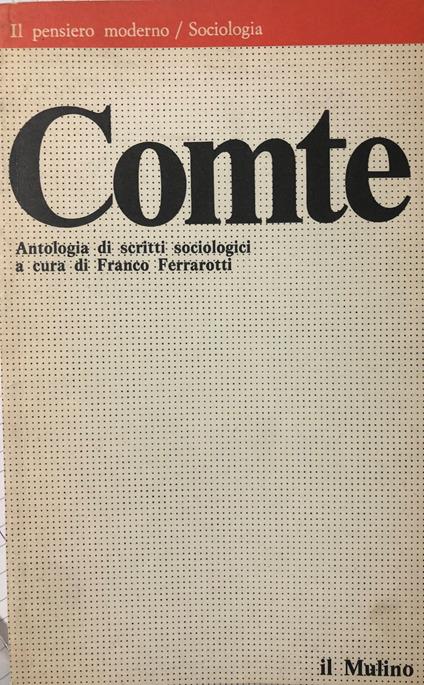 Il pensiero moderno / Sociologia
Comte
Antologia di scritti sociologici
a cura di Franco Ferrarotti
il Mulino